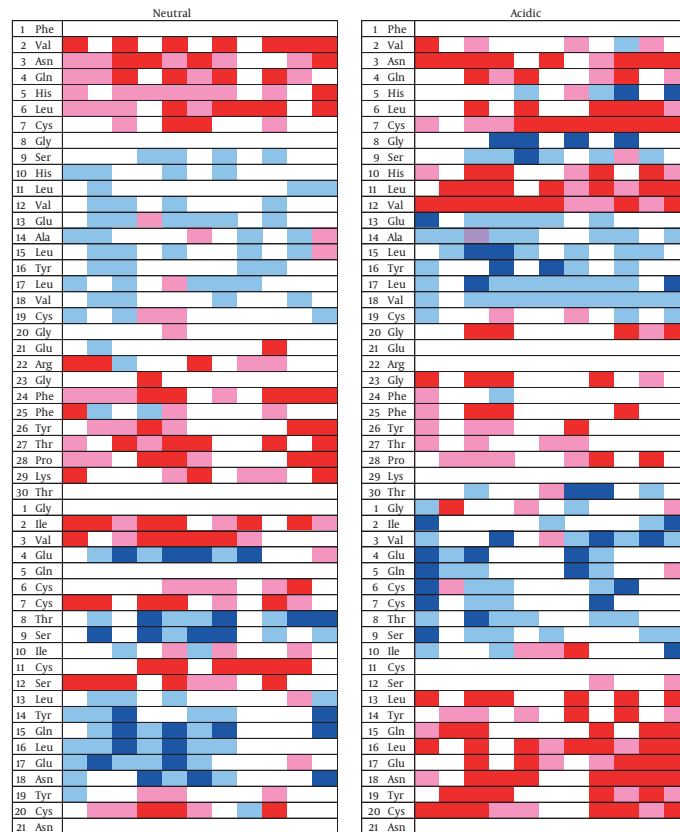 Neutral
1 Phe
2 Val
3 Asn
4 Gln
5 His
6 Leu
7 Cys
8 Gly
9 Ser
10 His
11 Leu
12 Val
13 Glu
14 Ala
15 Leu
16 Tyr
17 Leu
18 Val
19 Cys
20 Gly
21 Glu
22 Arg
23 Gly
24 Phe
25 Phe
26 Tyr
27 Thr
28 Pro
29 Lys
30 Thr
1 Gly
2 Ile
3 Val
4 Glu
5 Gln
6 Cys
7 Cys
8 Thr
9 Ser
10 Ile
11 Cys
12 Ser
13 Leu
14 Tyr
15 Gln
16 Leu
17 Glu
18 Asn
19 Tyr
20 Cys
21 Asn
Acidic
1 Phe
2 Val
3 Asn
4 Gln
5 His
6 Leu
7 Cys
8 Gly
9 Ser
10 His
11 Leu
12 Val
13 Glu
14 Ala
15 Leu
16 Tyr
17 Leu
18 Val
19 Cys
20 Gly
21 Glu
22 Arg
23 Gly
24 Phe
25 Phe
26 Tyr
27 Thr
28 Pro
29 Lys
30 Thr
1 Gly
2 Ile
3 Val
4 Glu
5 Gln
6 Cys
7 Cys
8 Thr
9 Ser
10 Ile
11 Cys
12 Ser
13 Leu
14 Tyr
15 Gln
16 Leu
17 Glu
18 Asn
19 Tyr
20 Cys
21 Asn